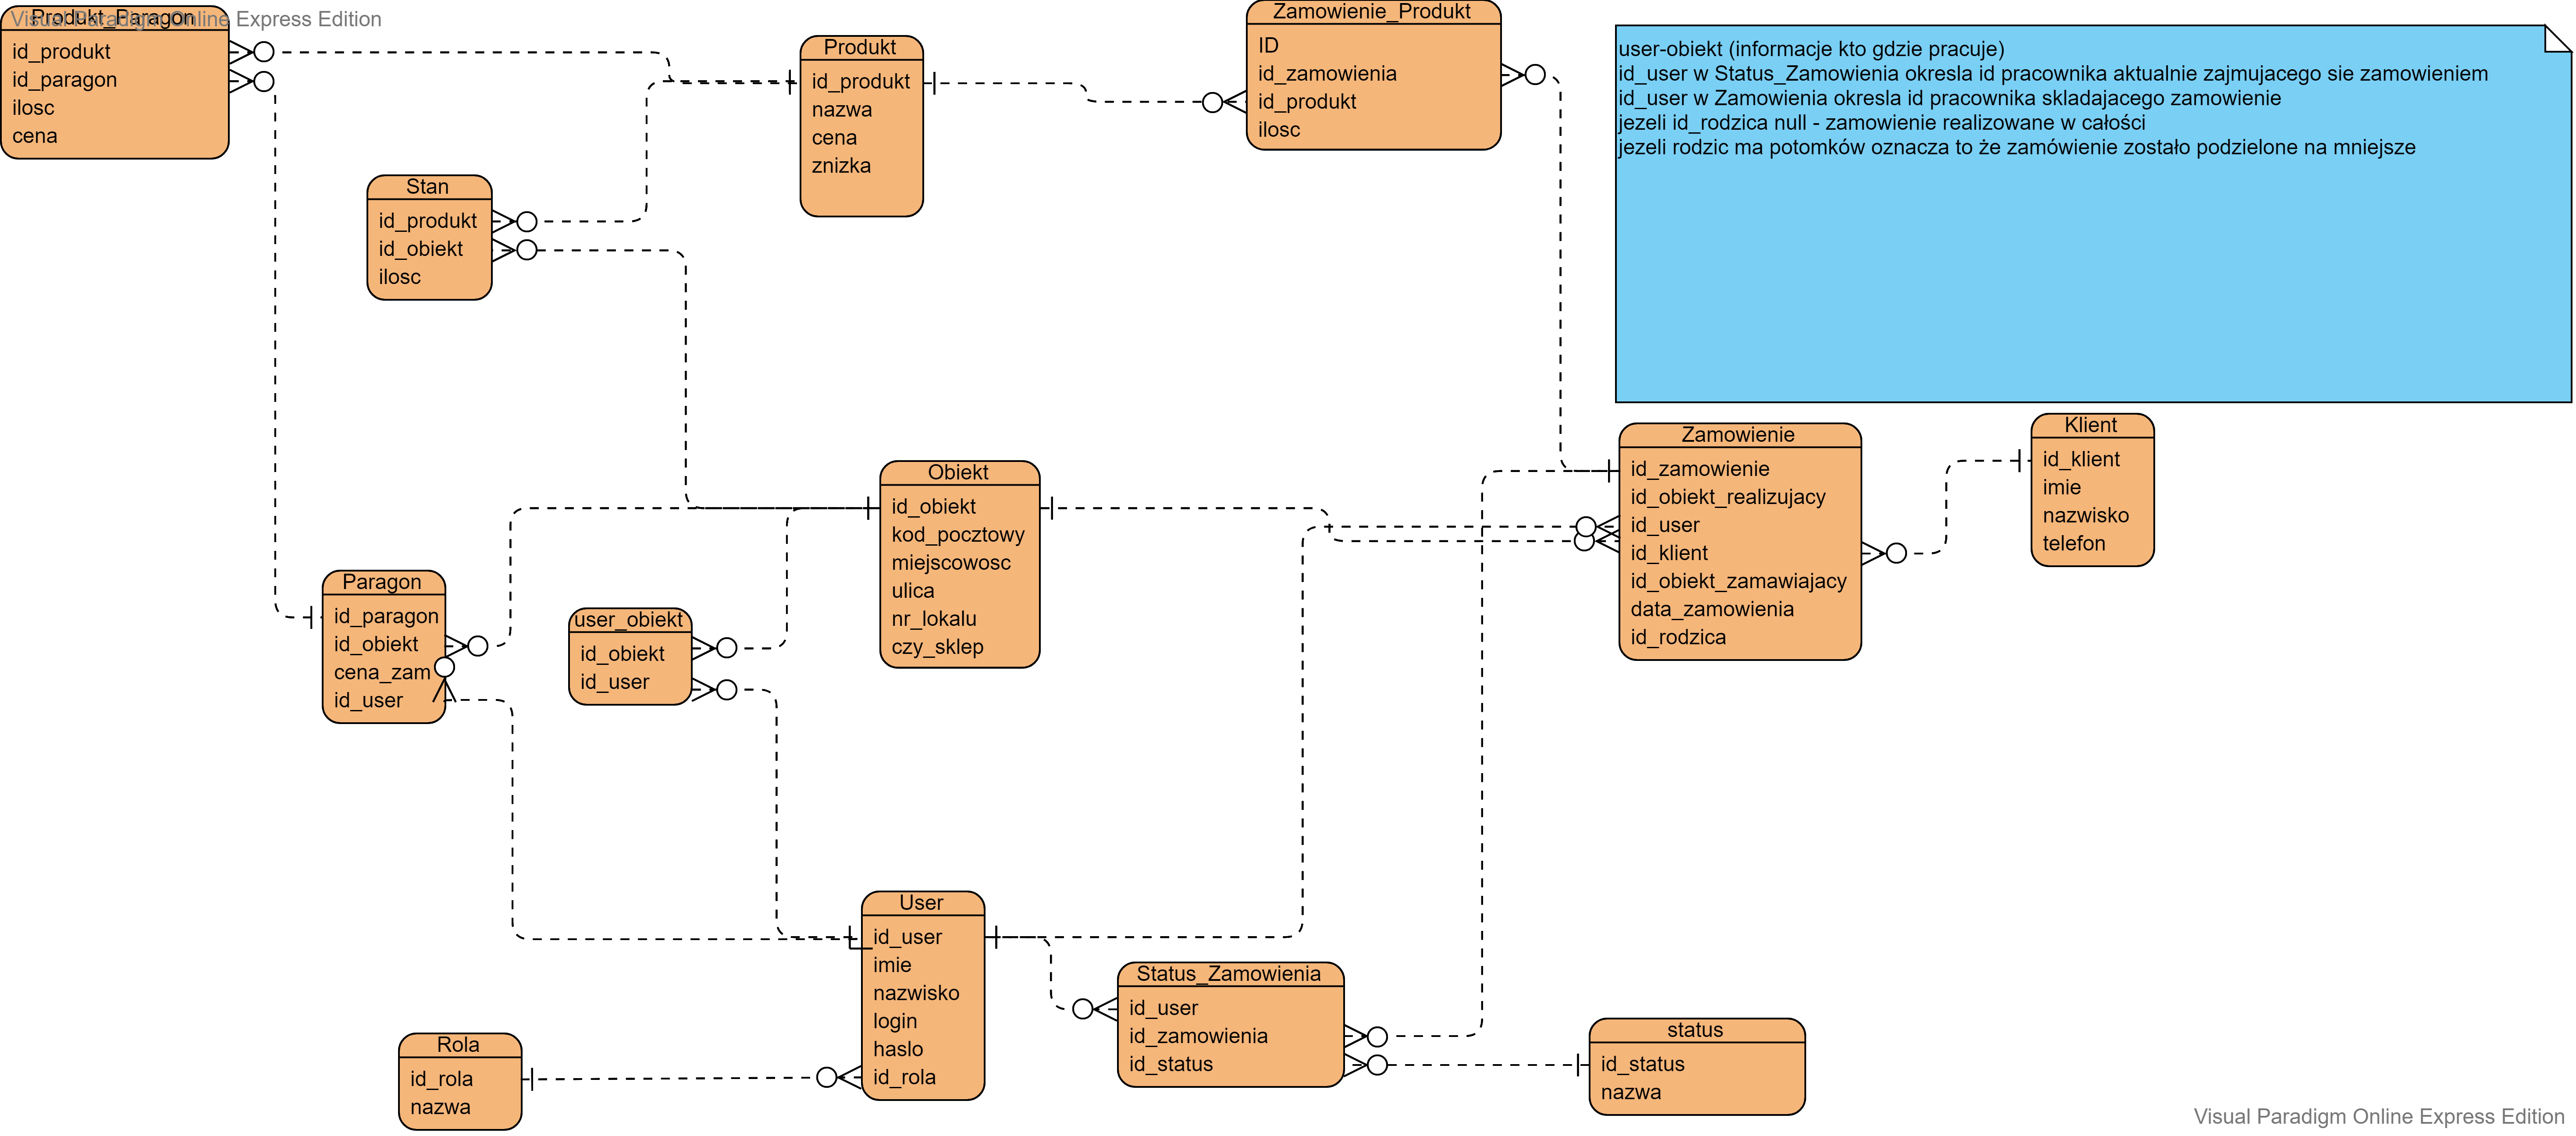 Visual Paradigm Online Express Edition
Produkt_Paragon
id_produkt
id_paragon
ilosc
cena
Produkt
id_produkt
nazwa
cena
znizka
Zamowienie_Produkt
ID
id_zamowienia
id_produkt
ilosc
user-obiekt (informacje kto gdzie pracuje)
id_user w Status_Zamowienia okresla id pracownika aktualnie zajmujacego sie zamowieniem
id_user w Zamowienia okresla id pracownika skladajacego zamowienie
jezeli id_rodzica null - zamowienie realizowane w całości
jezeli rodzic ma potomków oznacza to że zamówienie zostało podzielone na mniejsze
Stan
id_produkt
id_obiekt
ilosc
Obiekt
id_obiekt
kod_pocztowy
miejscowosc
ulica
nr_lokalu
czy_sklep
Zamowienie
id_zamowienie
id_obiekt_realizujacy
id_user
id_klient
id_obiekt_zamawiajacy
data_zamowienia
id_rodzica
Klient
id_klient
imie
nazwisko
telefon
Paragon
id_paragon
id_obiekt
cena_zam
id_user
user_obiekt
id_obiekt
id_user
User
id_user
imie
nazwisko
login
haslo
id_rola
Status_Zamowienia
id_user
id_zamowienia
id_status
Rola
id_rola
nazwa
status
id_status
nazwa
Visual Paradigm Online Express Edition